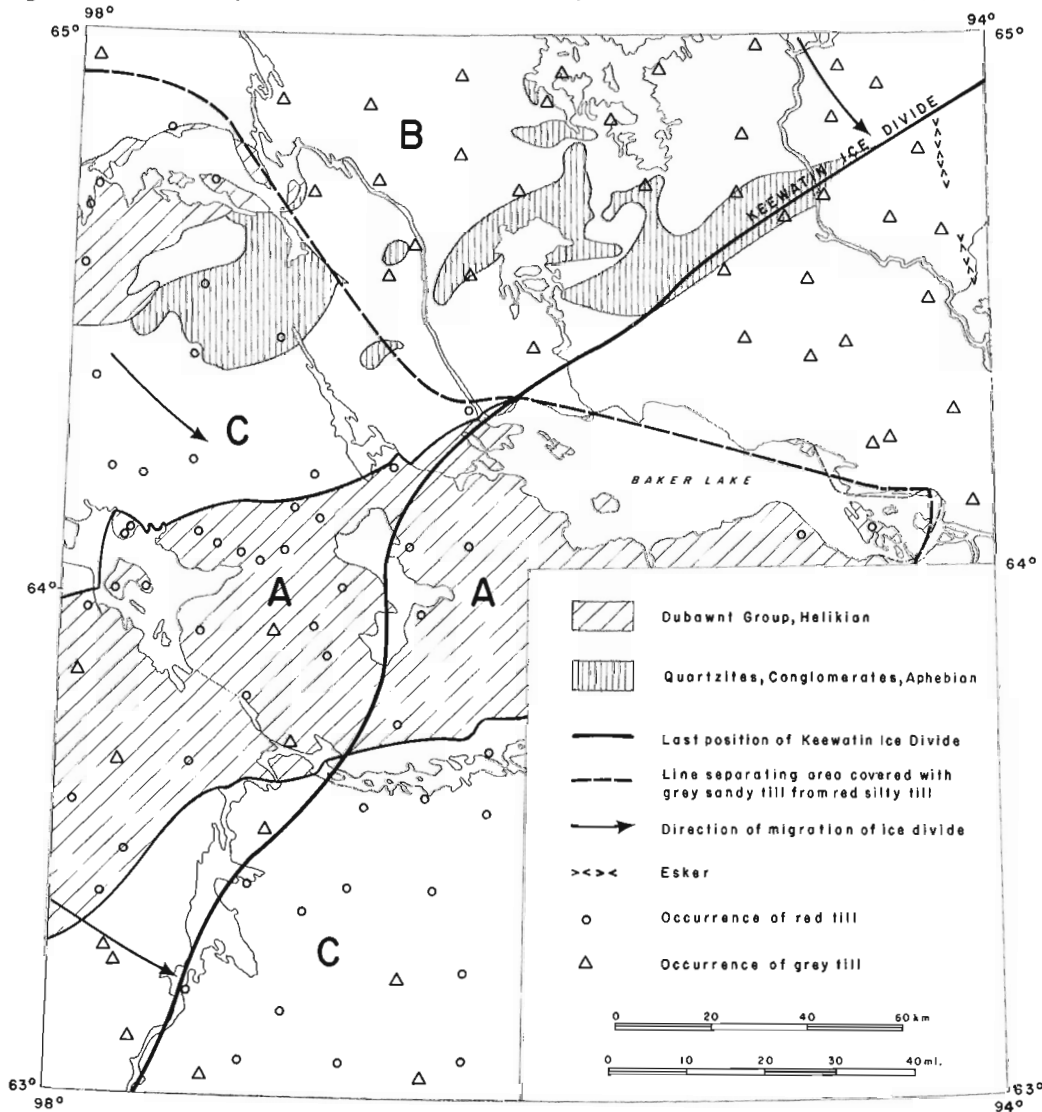 98°
94°
65°
65°
B
KEEWATIN ICE DIVIDE
C
BAKER LAKE
64°
64°
A
A
Dubawnt Group, Helikian
Quartzites, Conglomerates, Aphebian
Last position of Keewatin Ice Divide
Line separating area covered with
grey sandy till from red silty till
Direction of migration of ice divide
Esker
Occurrence of red till
C
Occurrence of grey till
0 20 40 60 km
0 10 20 30 40 mi.
63°
63°
98°
94°